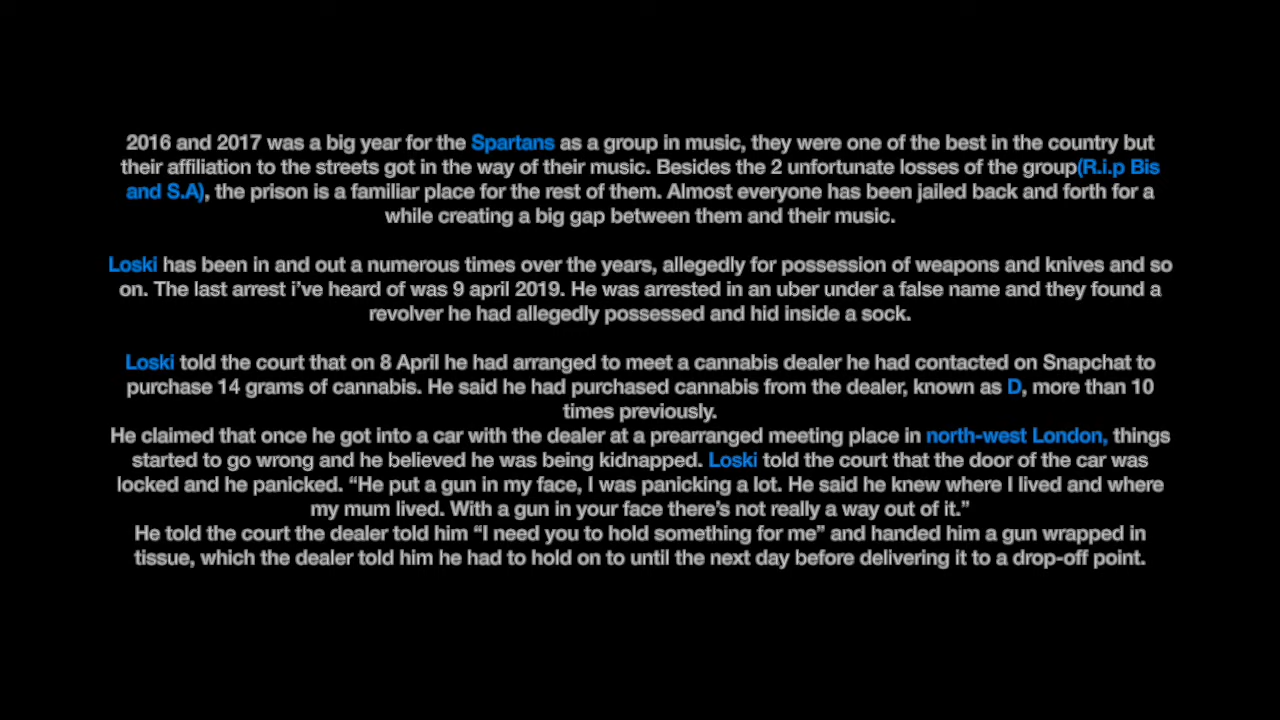 2016 and 2017 was a big year for the Spartans as a group in music, they were one of the best in the country but
their affiliation to the streets got in the way of their music. Besides the 2 unfortunate losses of the group(R.i.p Bis
and S.A), the prison is a familiar place for the rest of them. Almost everyone has been jailed back and forth for a
while creating a big gap between them and their music.
Loski has been in and out a numerous times over the years, allegedly for possession of weapons and knives and so
on. The last arrest i've heard of was 9 april 2019. He was arrested in an uber under a false name and they found a
revolver he had allegedly possessed and hid inside a sock.
Loski told the court that on 8 April he had arranged to meet a cannabis dealer he had contacted on Snapchat to
purchase 14 grams of cannabis. He said he had purchased cannabis from the dealer, known as D, more than 10
times previously.
He claimed that once he got into a car with the dealer at a prearranged meeting place in north-west London, things
started to go wrong and he believed he was being kidnapped. Loski told the court that the door of the car was
locked and he panicked. “He put a gun in my face, I was panicking a lot. He said he knew where I lived and where
my mum lived. With a gun in your face there's not really a way out of it.”
He told the court the dealer told him “I need you to hold something for me” and handed him a gun wrapped in
tissue, which the dealer told him he had to hold on to until the next day before delivering it to a drop-off point.